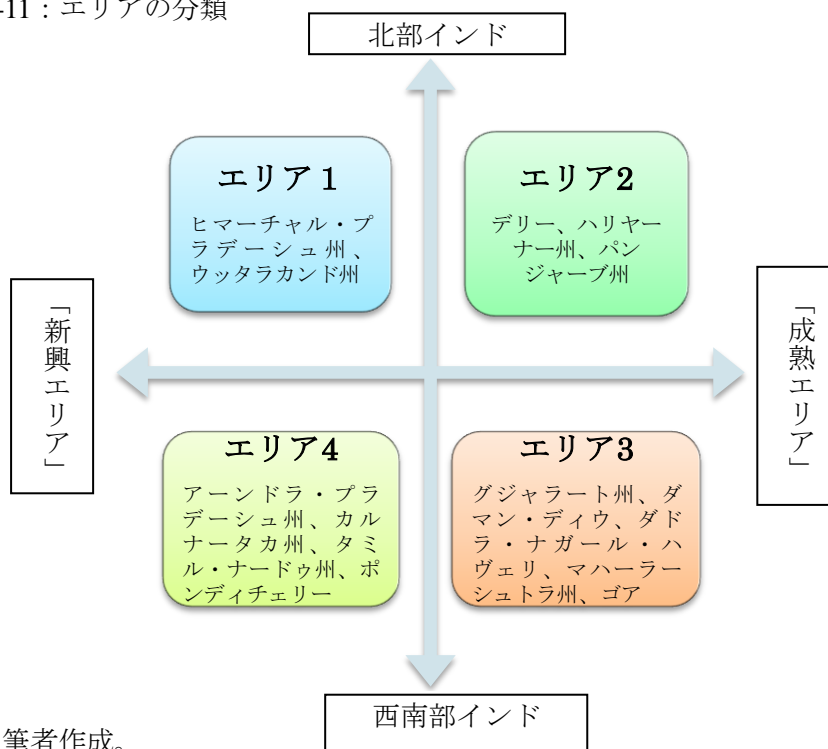 -11：エリアの分類
北部インド
エリア１
ヒマーチャル・プ
ラデーシュ州、
ウッタラカンド州
エリア2
デリー、ハリヤー
ナー州、パン
ジャーブ州
「新興エリア」
「成熟エリア」
エリア4
アーンドラ・プラ
デーシュ州、カル
ナータカ州、タミ
ル・ナードゥ州、ポ
ンディチェリー
エリア3
グジャラート州、ダ
マン・ディウ、ダド
ラ・ナガール・ハ
ヴェリ、マハーラー
シュトラ州、ゴア
西南部インド
筆者作成。